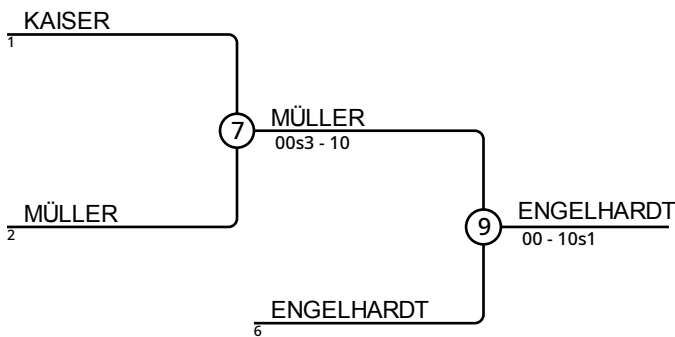 KAISER
1
7
MÜLLER
00s3 - 10
MÜLLER
2
9
ENGELHARDT
00 - 10s1
ENGELHARDT
6